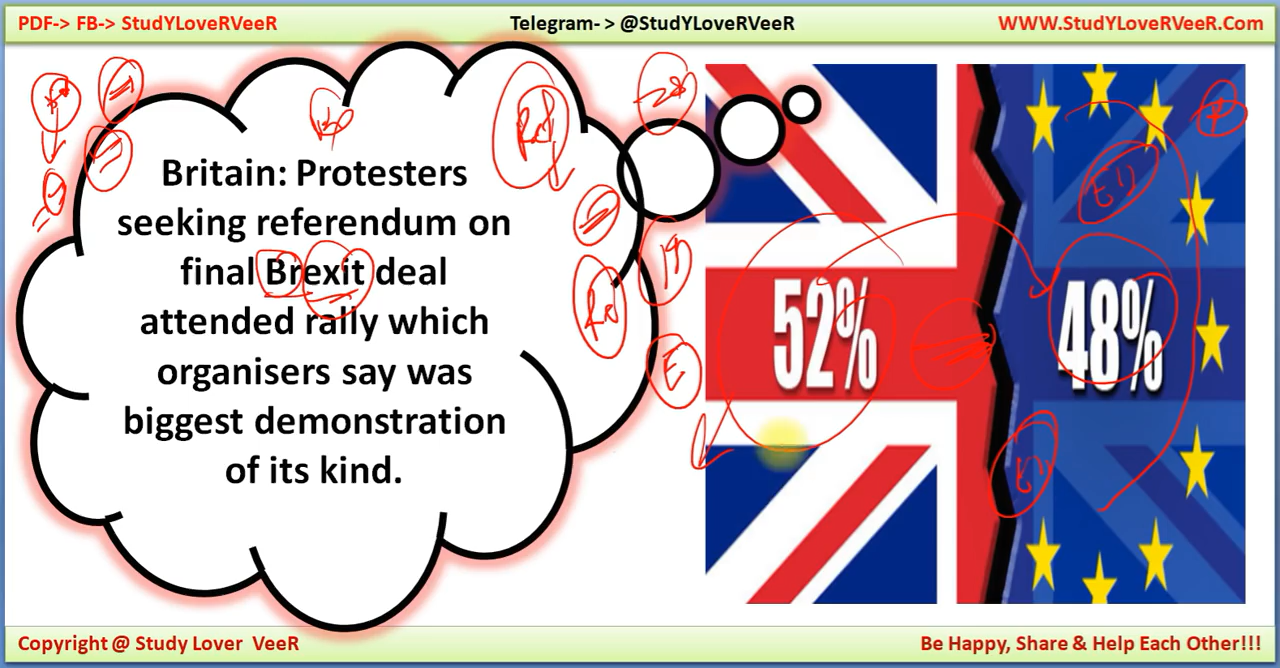 PDF-> FB-> StudYLoveRVeeR
Telegram- > @StudYLoveRVeeR
WWW.StudYLoveRVeeR.Com
Britain: Protesters
seeking referendum on
final Brexit deal
attended rally which
organisers say was
biggest demonstration
of its kind.
52%
48%
Copyright @ Study Lover  VeeR
Be Happy, Share & Help Each Other!!!